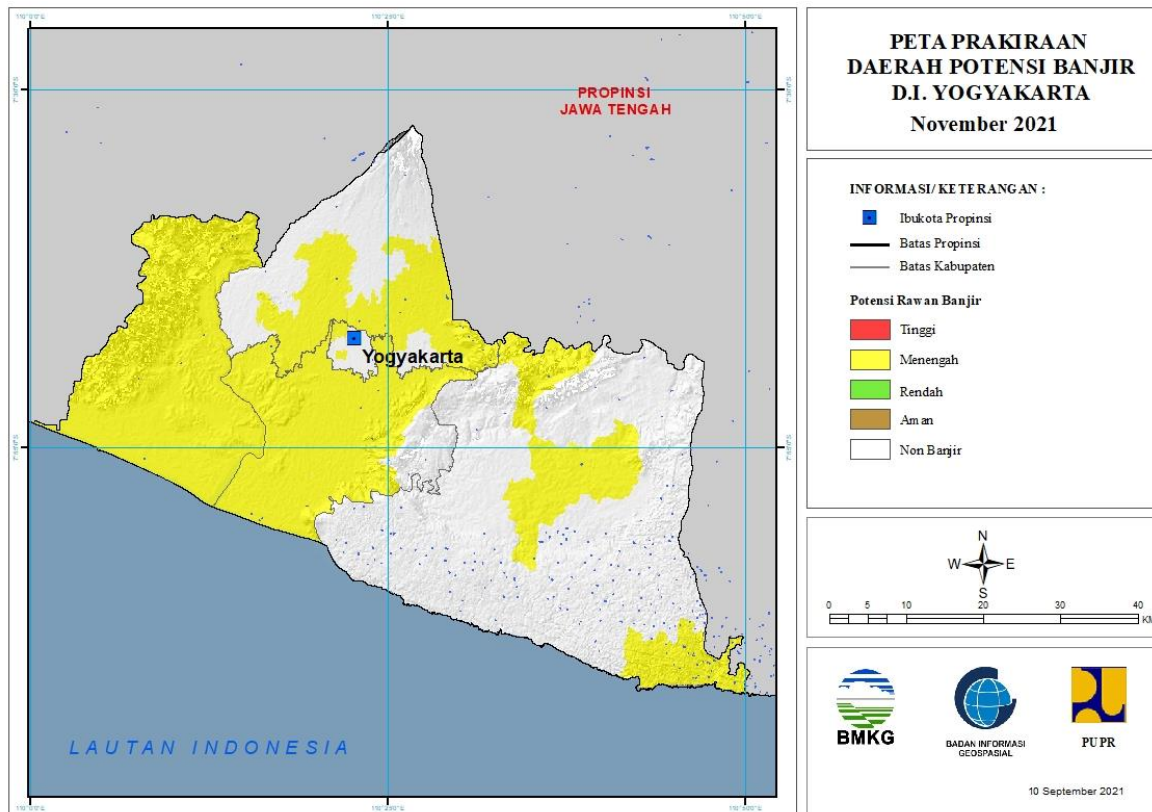 PETA PRAKIRAAN
DAERAH POTENSI BANJIR
D.I. YOGYAKARTA
November 2021
PROPINSI
JAWA TENGAH
Yogyakarta
LAUTAN INDONESIA
INFORMASI/ KETERANGAN :
Ibukota Propinsi
Batas Propinsi
Batas Kabupaten
Potensi Rawan Banjir
Tinggi
Menengah
Rendah
Aman
Non Banjir
N
W E
S
0 5 10 20 30 40
KM
BMKG
BADAN INFORMASI
GEOSPASIAL
PUPR
10 September 2021